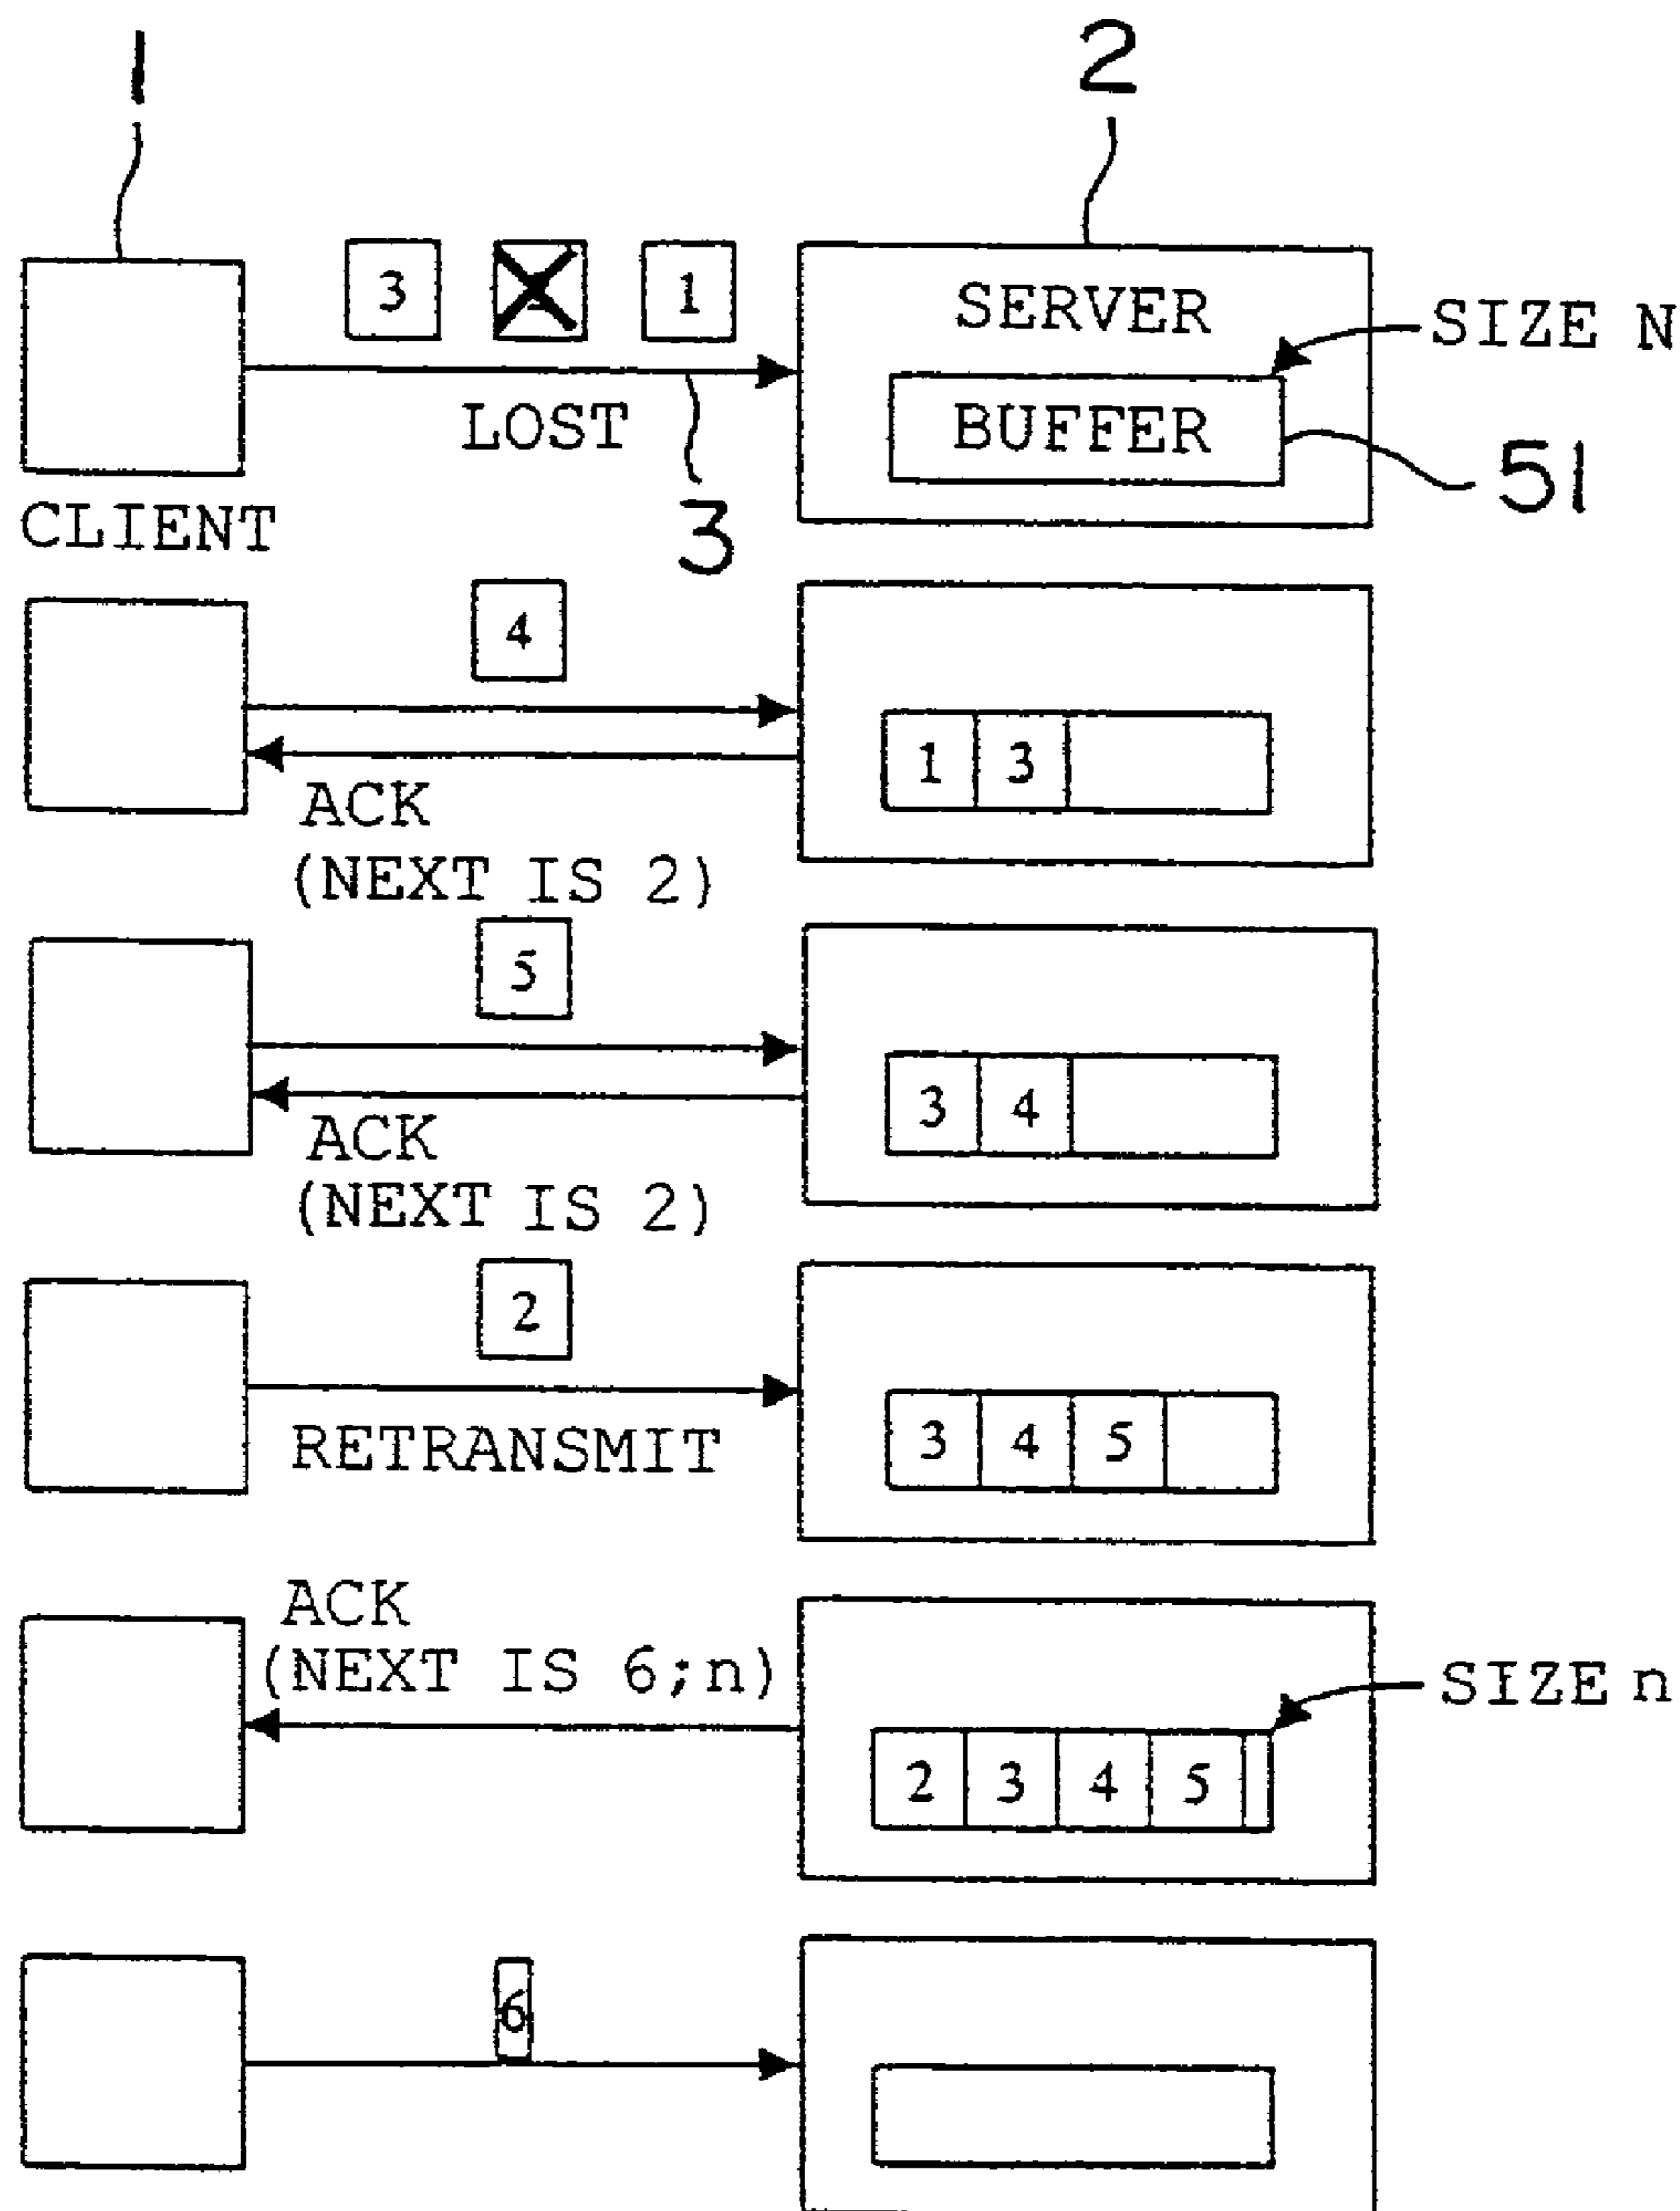 1
2
3 1
SERVER
SIZE N
BUFFER
LOST
51
3
CLIENT
4
1 3
ACK
(NEXT IS 2)
5
3 4
ACK
(NEXT IS 2)
2
3 4 5
RETRANSMIT
ACK
(NEXT IS 6;n)
SIZE n
2 3 4 5
6